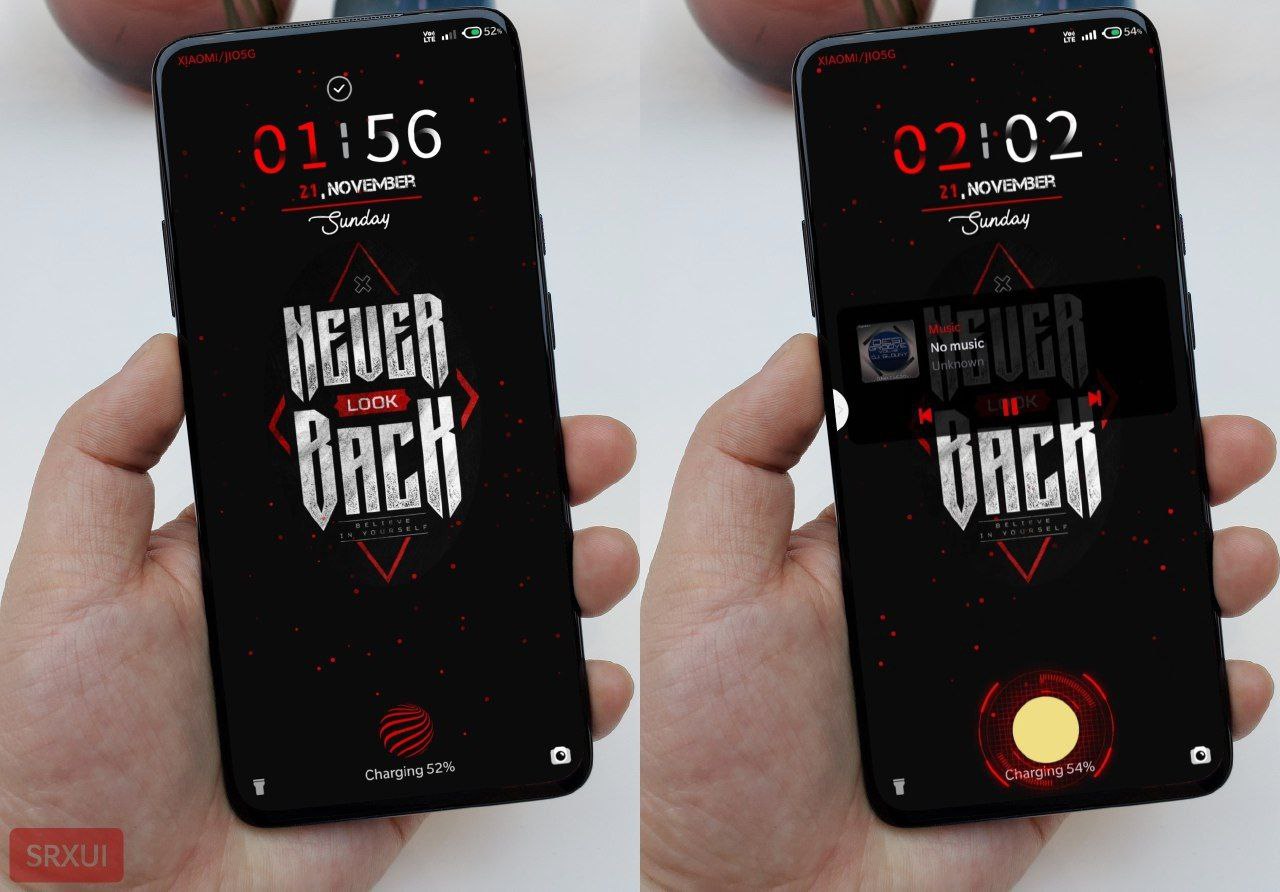 XIAOMI/JIO5G
Vo) LTE
52%
01:56
21, NOVEMBER
Sunday
NEVER
LOOK
BACK
BELIEVE
IN YOURSELF
Charging 52%
SRXUI
XIAOMI/JIO5G
Vo) LTE
54%
02:02
21, NOVEMBER
Sunday
NEVER
Music
No music
Unknown
LOOK
BACK
BELIEVE
IN YOURSELF
Charging 54%